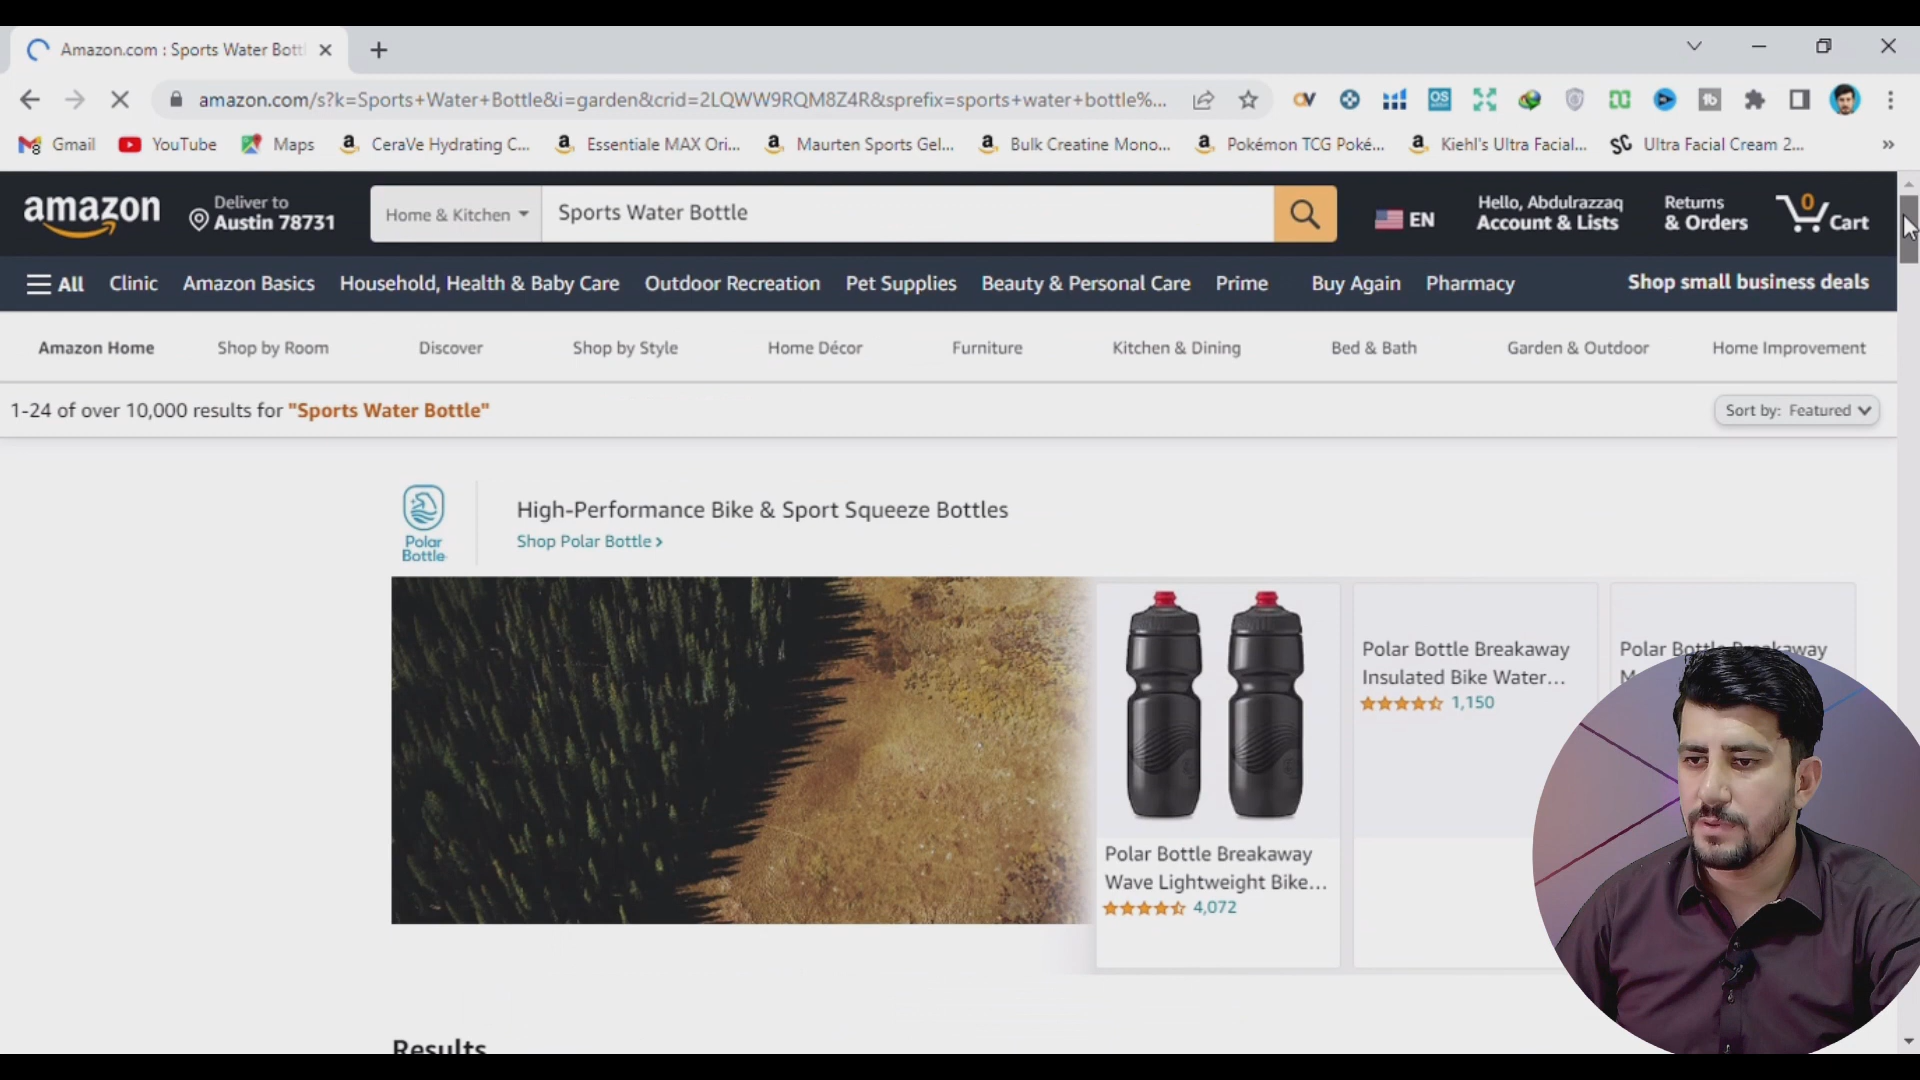 Amazon.com : Sports Water Bottl
amazon.com/s?k=Sports+Water+Bottle&i=garden&crid=2LQWW9RQM8Z4R&sprefix=sports+water+bottle%...
Gmail YouTube Maps CeraVe Hydrating C... Essentiale MAX Ori... Maurten Sports Gel... Bulk Creatine Mono... Pokémon TCG Poké... Kiehl's Ultra Facial... Ultra Facial Cream 2...
amazon
Deliver to
Austin 78731
Home & Kitchen
Sports Water Bottle
EN
Hello, Abdulrazzaq
Account & Lists
Returns
& Orders
0
Cart
All Clinic Amazon Basics Household, Health & Baby Care Outdoor Recreation Pet Supplies Beauty & Personal Care Prime Buy Again Pharmacy Shop small business deals
Amazon Home Shop by Room Discover Shop by Style Home Décor Furniture Kitchen & Dining Bed & Bath Garden & Outdoor Home Improvement
1-24 of over 10,000 results for "Sports Water Bottle"
Sort by: Featured
Polar
Bottle
High-Performance Bike & Sport Squeeze Bottles
Shop Polar Bottle ›
Polar Bottle Breakaway
Wave Lightweight Bike...
4,072
Polar Bottle Breakaway
Insulated Bike Water...
1,150
Polar Bottle Breakaway
Results